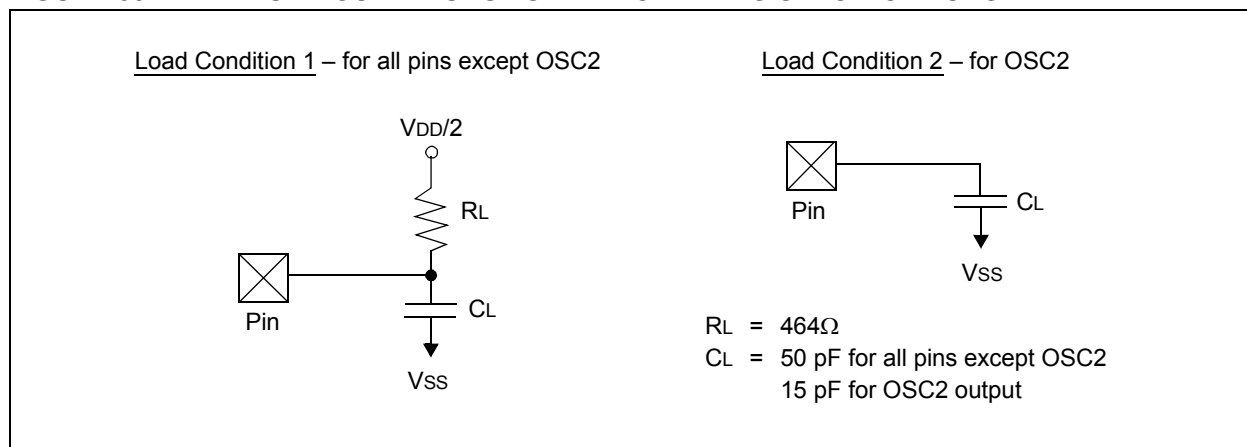 Load Condition 1 – for all pins except OSC2
VDD/2
RL
Pin
CL
VSS
Load Condition 2 – for OSC2
Pin
CL
VSS
RL = 464Ω
CL = 50 pF for all pins except OSC2
15 pF for OSC2 output